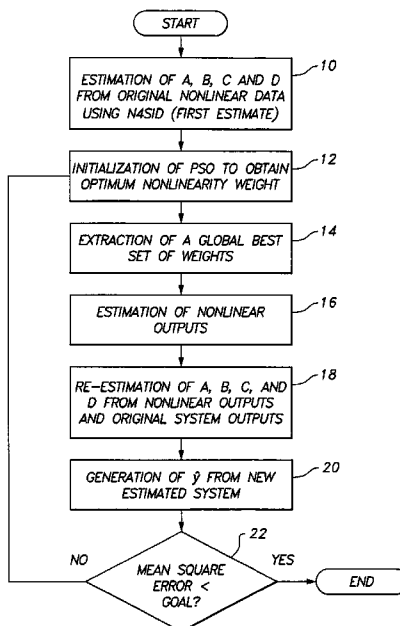 START
ESTIMATION OF A, B, C AND D
FROM ORIGINAL NONLINEAR DATA
USING N4SID (FIRST ESTIMATE)
10
INITIALIZATION OF PSO TO OBTAIN
OPTIMUM NONLINEARITY WEIGHT
12
EXTRACTION OF A GLOBAL BEST
SET OF WEIGHTS
14
ESTIMATION OF NONLINEAR
OUTPUTS
16
RE-ESTIMATION OF A, B, C, AND
D FROM NONLINEAR OUTPUTS
AND ORIGINAL SYSTEM OUTPUTS
18
GENERATION OF ŷ FROM NEW
ESTIMATED SYSTEM
20
22
NO
YES
MEAN SQUARE
ERROR <
GOAL?
END